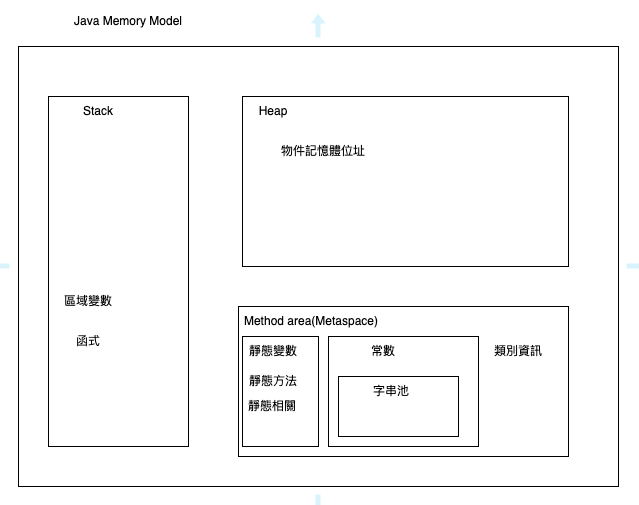 Java Memory Model
Stack
區域變數
函式
Heap
物件記憶體位址
Method area(Metaspace)
靜態變數
靜態方法
靜態相關
常數
字串池
類別資訊